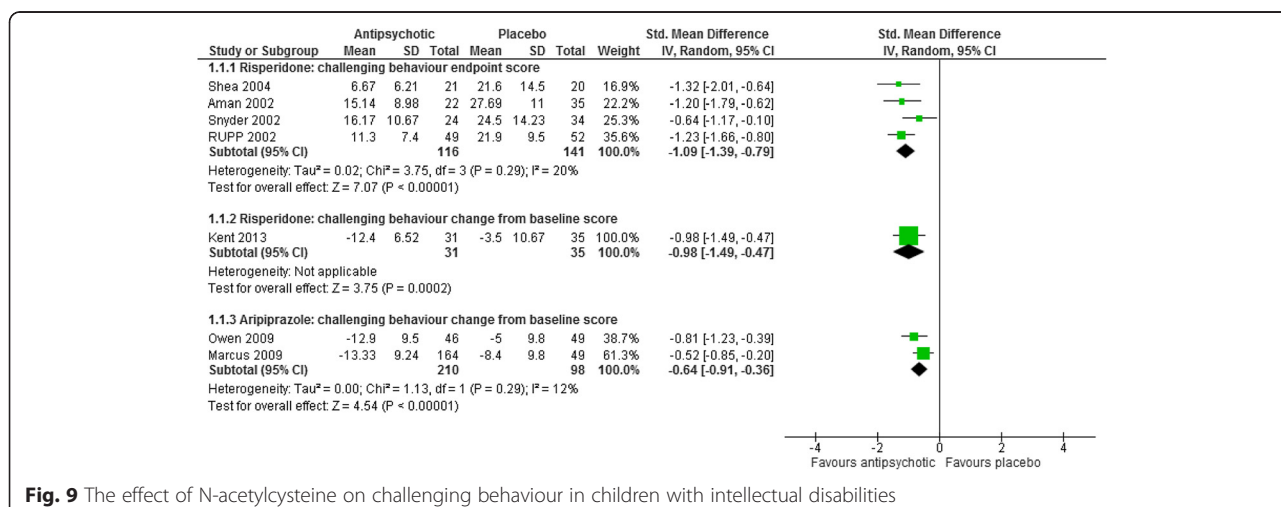 Antipsychotic Placebo Std. Mean Difference Std. Mean Difference
Study or Subgroup Mean SD Total Mean SD Total Weight IV, Random, 95% CI IV, Random, 95% CI
1.1.1 Risperidone: challenging behaviour endpoint score
Shea 2004 6.67 6.21 21 21.6 14.5 20 16.9% -1.32 [-2.01, -0.64]
Aman 2002 15.14 8.98 22 27.69 11 35 22.2% -1.20 [-1.79, -0.62]
Snyder 2002 16.17 10.67 24 24.5 14.23 34 25.3% -0.64 [-1.17, -0.10]
RUPP 2002 11.3 7.4 49 21.9 9.5 52 35.6% -1.23 [-1.66, -0.80]
Subtotal (95% CI) 116 141 100.0% -1.09 [-1.39, -0.79]
Heterogeneity: Tau² = 0.02; Chi² = 3.75, df = 3 (P = 0.29); I² = 20%
Test for overall effect: Z = 7.07 (P < 0.00001)
1.1.2 Risperidone: challenging behaviour change from baseline score
Kent 2013 -12.4 6.52 31 -3.5 10.67 35 100.0% -0.98 [-1.49, -0.47]
Subtotal (95% CI) 31 35 100.0% -0.98 [-1.49, -0.47]
Heterogeneity: Not applicable
Test for overall effect: Z = 3.75 (P = 0.0002)
1.1.3 Aripiprazole: challenging behaviour change from baseline score
Owen 2009 -12.9 9.5 46 -5 9.8 49 38.7% -0.81 [-1.23, -0.39]
Marcus 2009 -13.33 9.24 164 -8.4 9.8 49 61.3% -0.52 [-0.85, -0.20]
Subtotal (95% CI) 210 98 100.0% -0.64 [-0.91, -0.36]
Heterogeneity: Tau² = 0.00; Chi² = 1.13, df = 1 (P = 0.29); I² = 12%
Test for overall effect: Z = 4.54 (P < 0.00001)
-4 -2 0 2 4
Favours antipsychotic Favours placebo
Fig. 9 The effect of N-acetylcysteine on challenging behaviour in children with intellectual disabilities